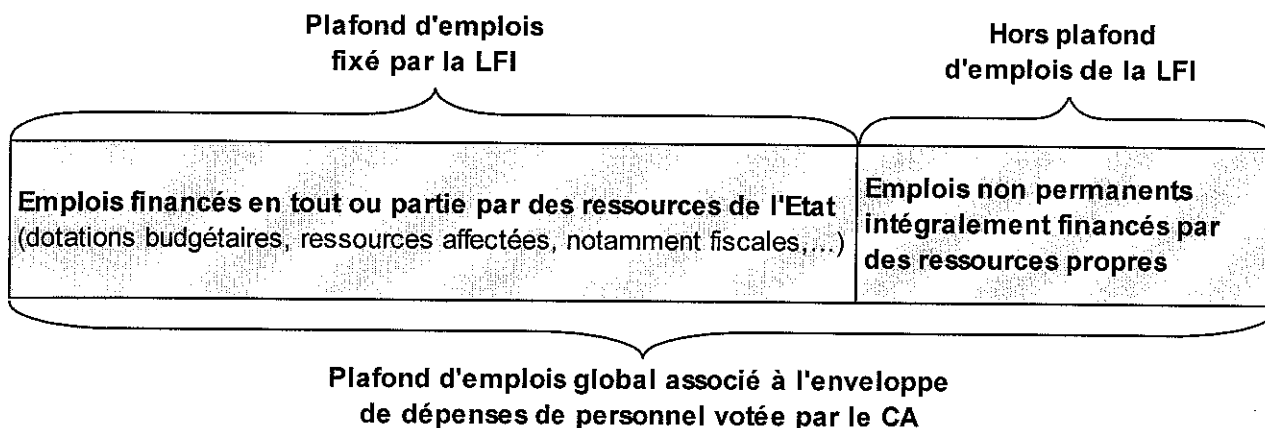 Plafond d'emplois
fixé par la LFI
Hors plafond
d'emplois de la LFI
Emplois financés en tout ou partie par des ressources de l'Etat
(dotations budgétaires, ressources affectées, notamment fiscales,...)
Emplois non permanents
intégralement financés par
des ressources propres
Plafond d'emplois global associé à l'enveloppe
de dépenses de personnel votée par le CA